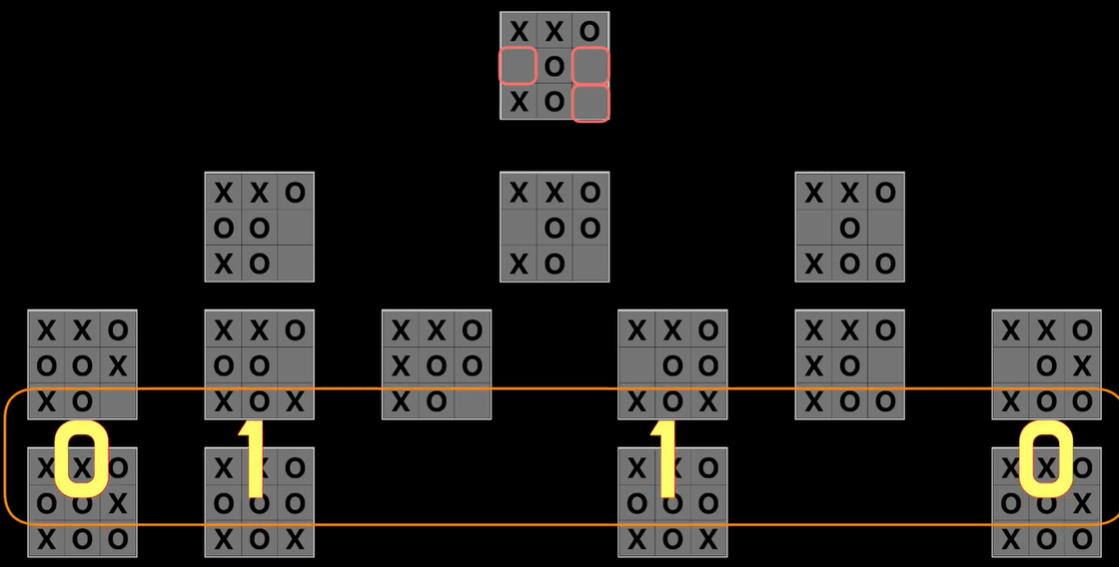 X X O
O
X O
X X O X X O X X O
O O O O O
X O X O X O O
X X O X X O X X O X X O X X O X X O
O O X O O X O O O O X O O X
X O X O X X O X O X X O O X O O
0 1 1 0
X X O X X O X X O X X O
O O X O O O O O O O O X
X O O X O X X O X X O O